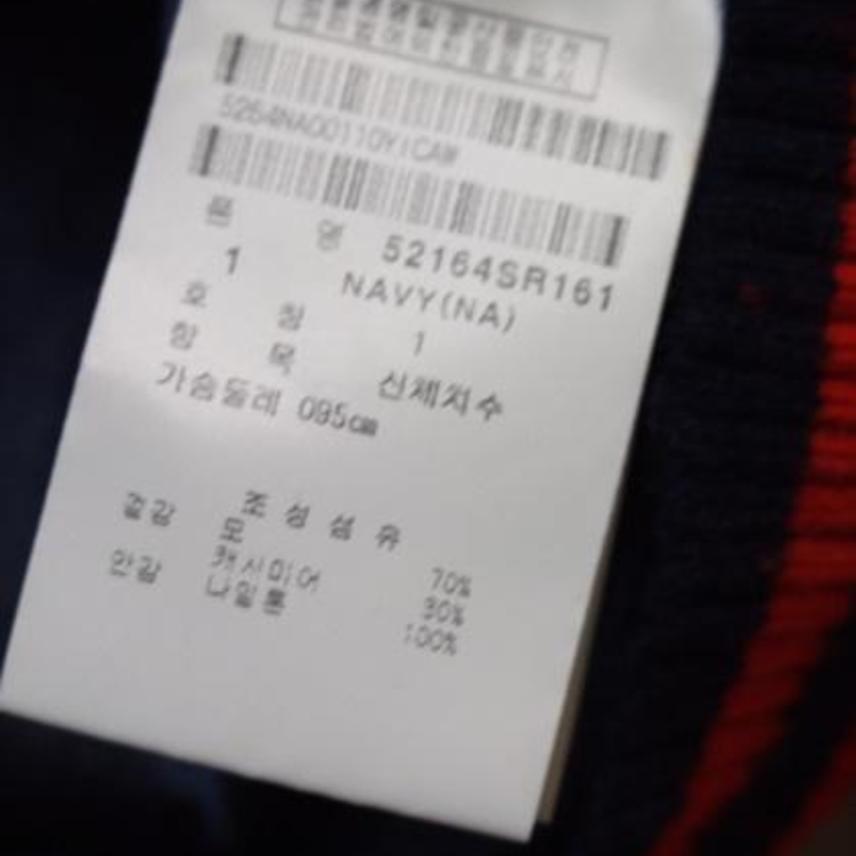 품 명 52164SR161
1 NAVY(NA)
호 칭 1
항 목 신체치수
가슴둘레 095㎝
조 성 섬 유
겉감 모 70%
캐시미어 30%
안감 나일론 100%